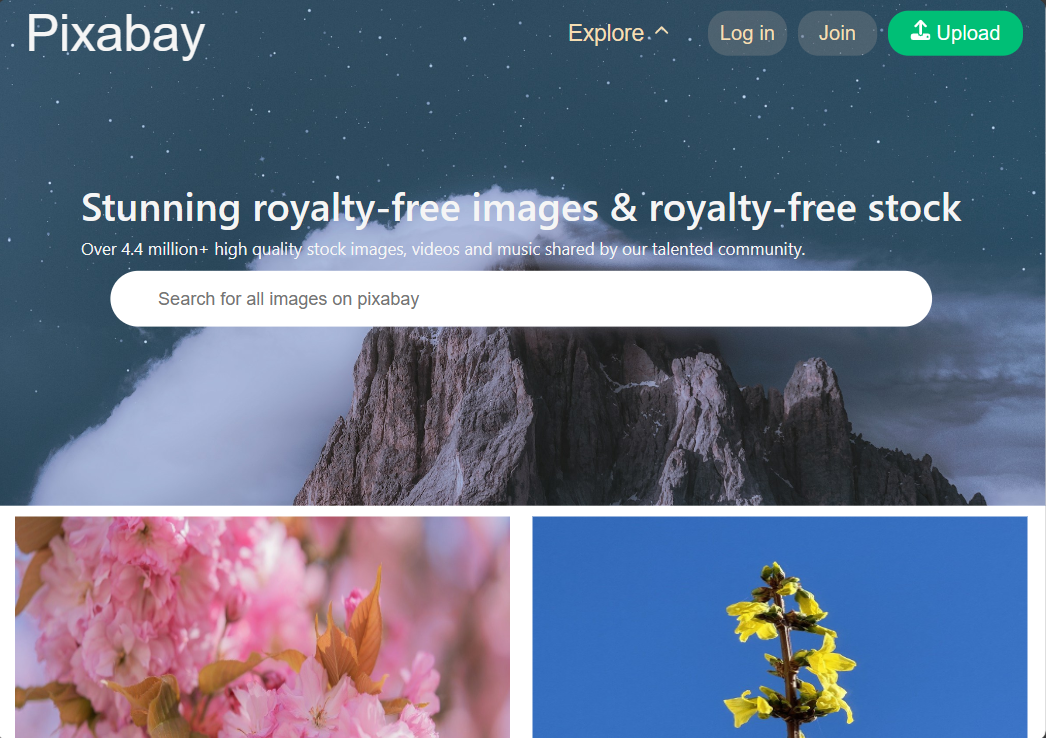 Pixabay
Explore
Log in
Join
Upload
Stunning royalty-free images & royalty-free stock
Over 4.4 million+ high quality stock images, videos and music shared by our talented community.
Search for all images on pixabay